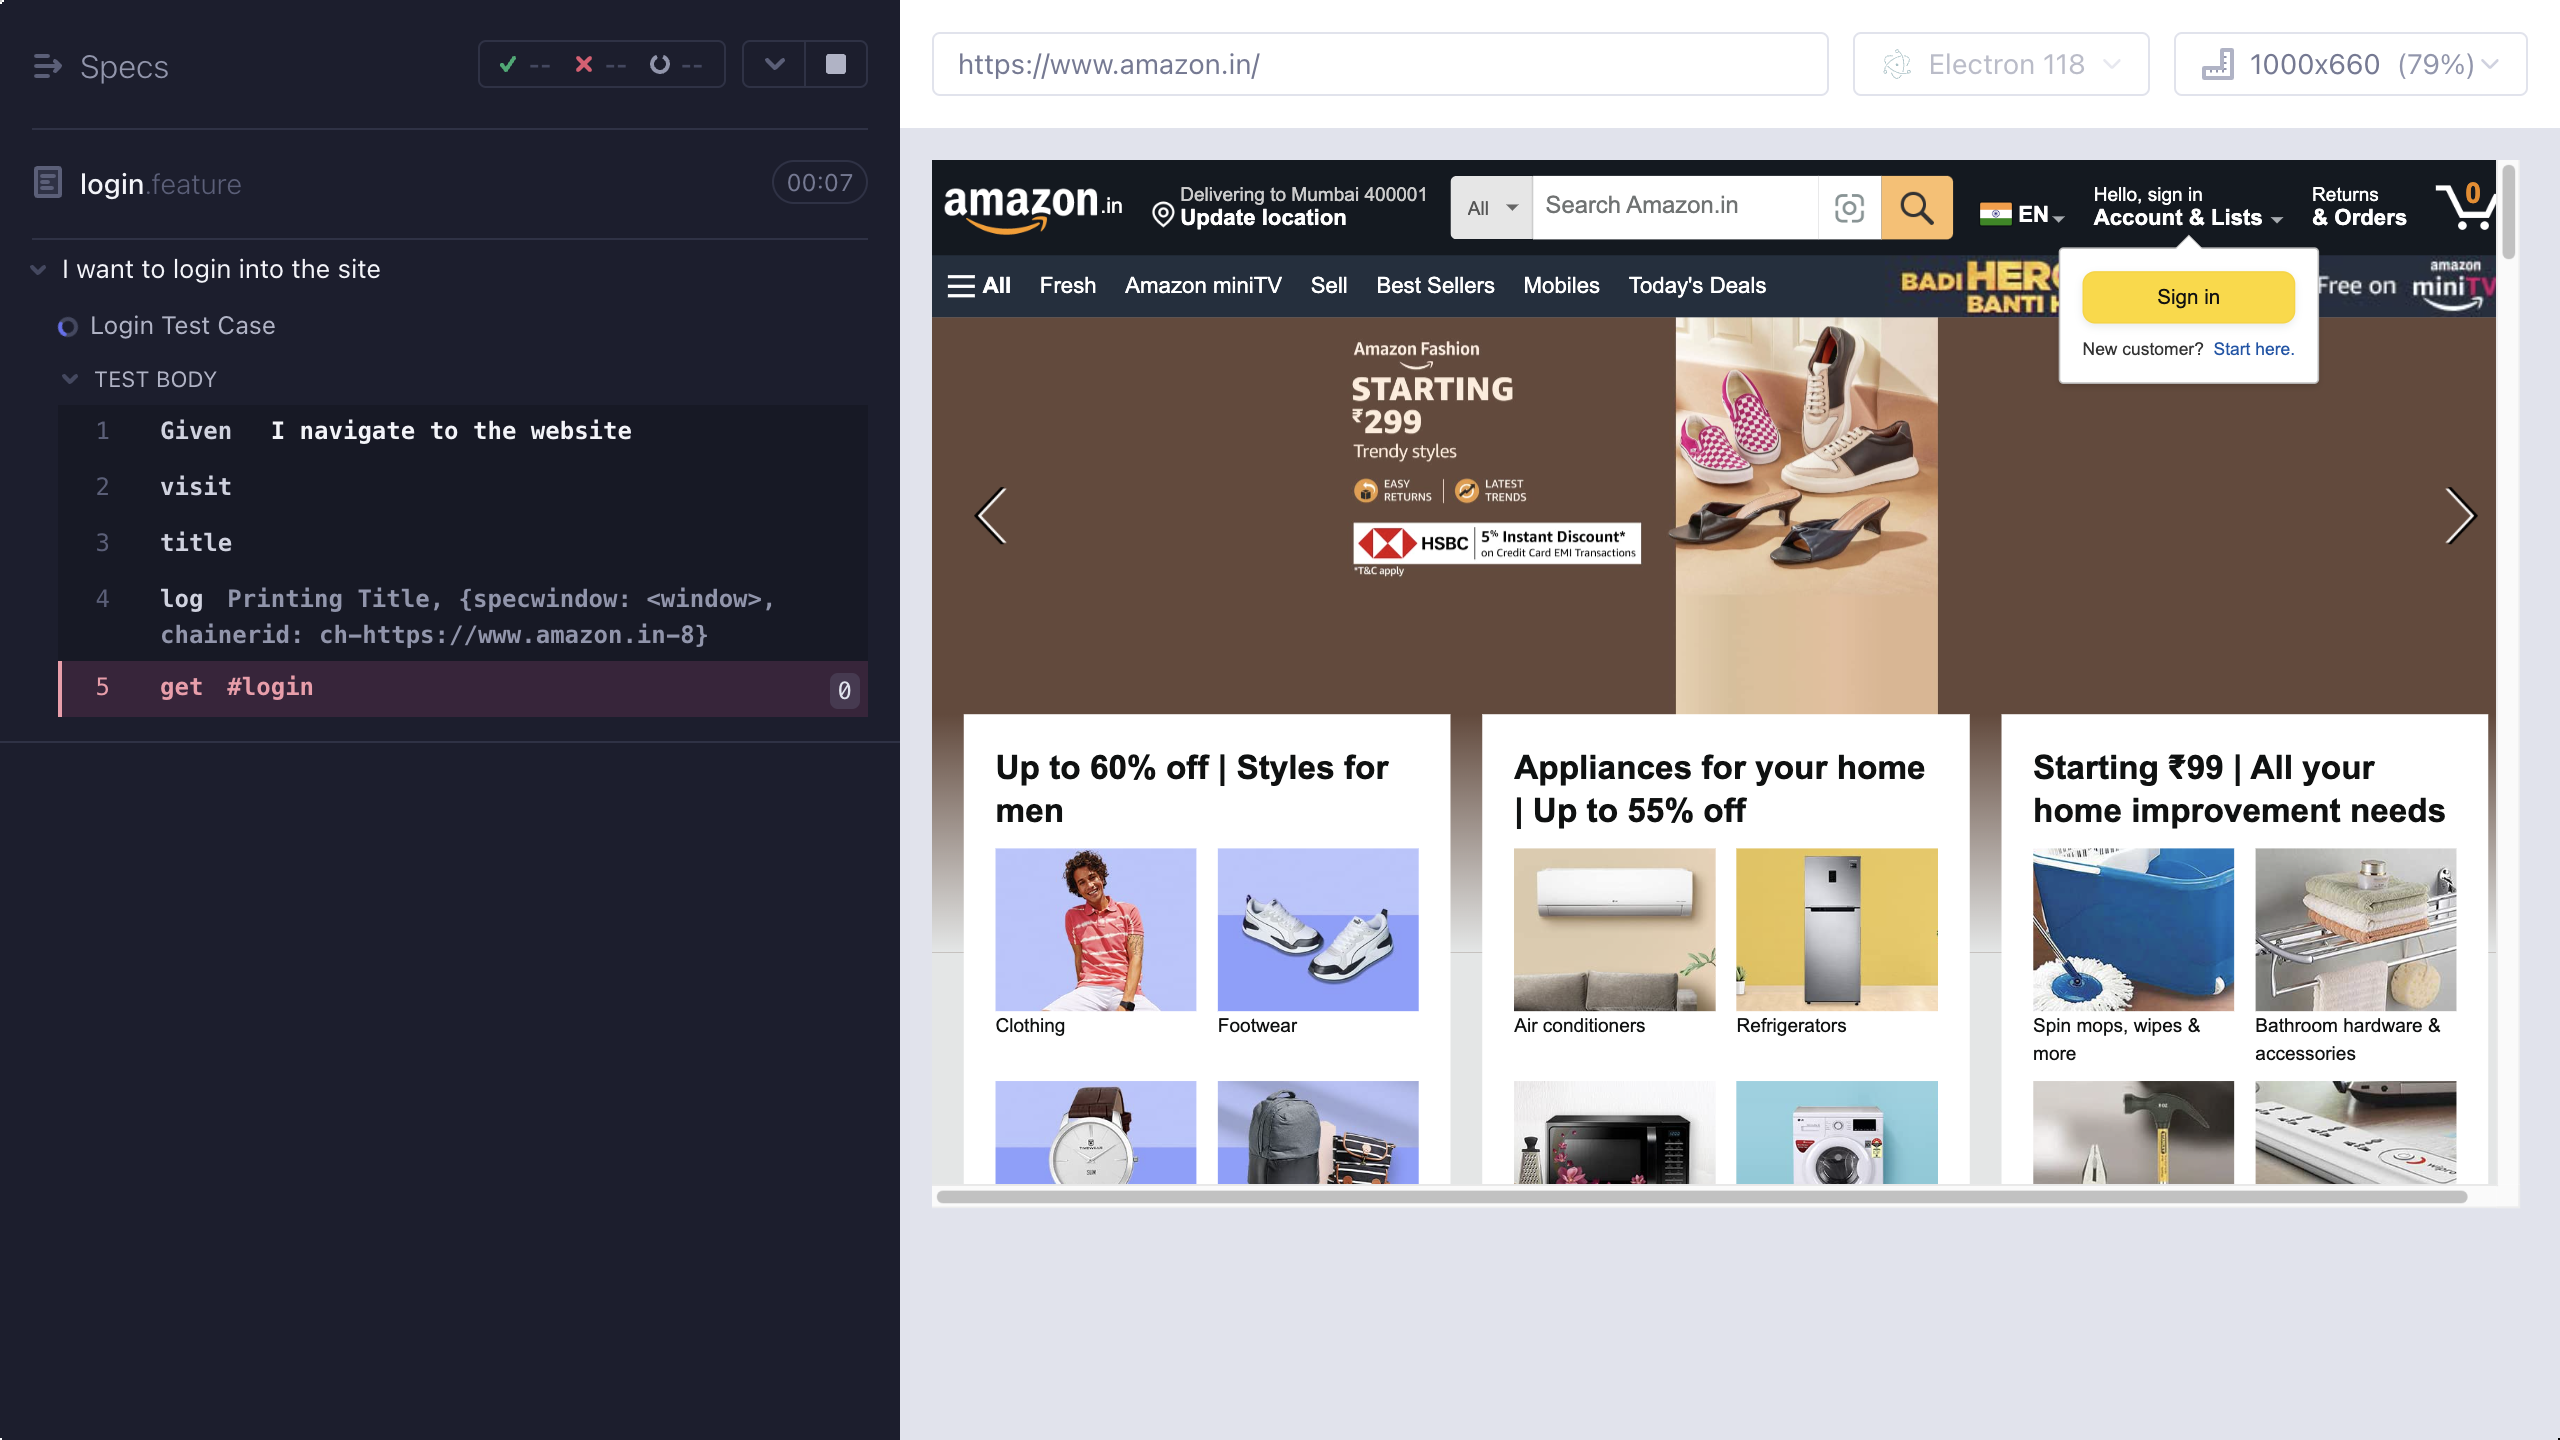 Specs
-- -- --
login.feature
00:07
I want to login into the site
Login Test Case
TEST BODY
1 Given I navigate to the website
2 visit
3 title
4 log Printing Title, {specwindow: <window>,
chainerid: ch-https://www.amazon.in-8}
5 get #login 0
https://www.amazon.in/
Electron 118
1000x660 (79%)
amazon.in
Delivering to Mumbai 400001
Update location
All
Search Amazon.in
EN
Hello, sign in
Account & Lists
Returns
& Orders
0
All
Fresh
Amazon miniTV
Sell
Best Sellers
Mobiles
Today's Deals
BADI HERO
BANTI H
Free on
amazon
miniTV
Sign in
New customer? Start here.
Amazon Fashion
STARTING
₹299
Trendy styles
EASY
RETURNS
LATEST
TRENDS
HSBC
5% Instant Discount*
on Credit Card EMI Transactions
*T&C apply
Up to 60% off | Styles for
men
Clothing
Footwear
Appliances for your home
| Up to 55% off
Air conditioners
Refrigerators
Starting ₹99 | All your
home improvement needs
Spin mops, wipes &
more
Bathroom hardware &
accessories